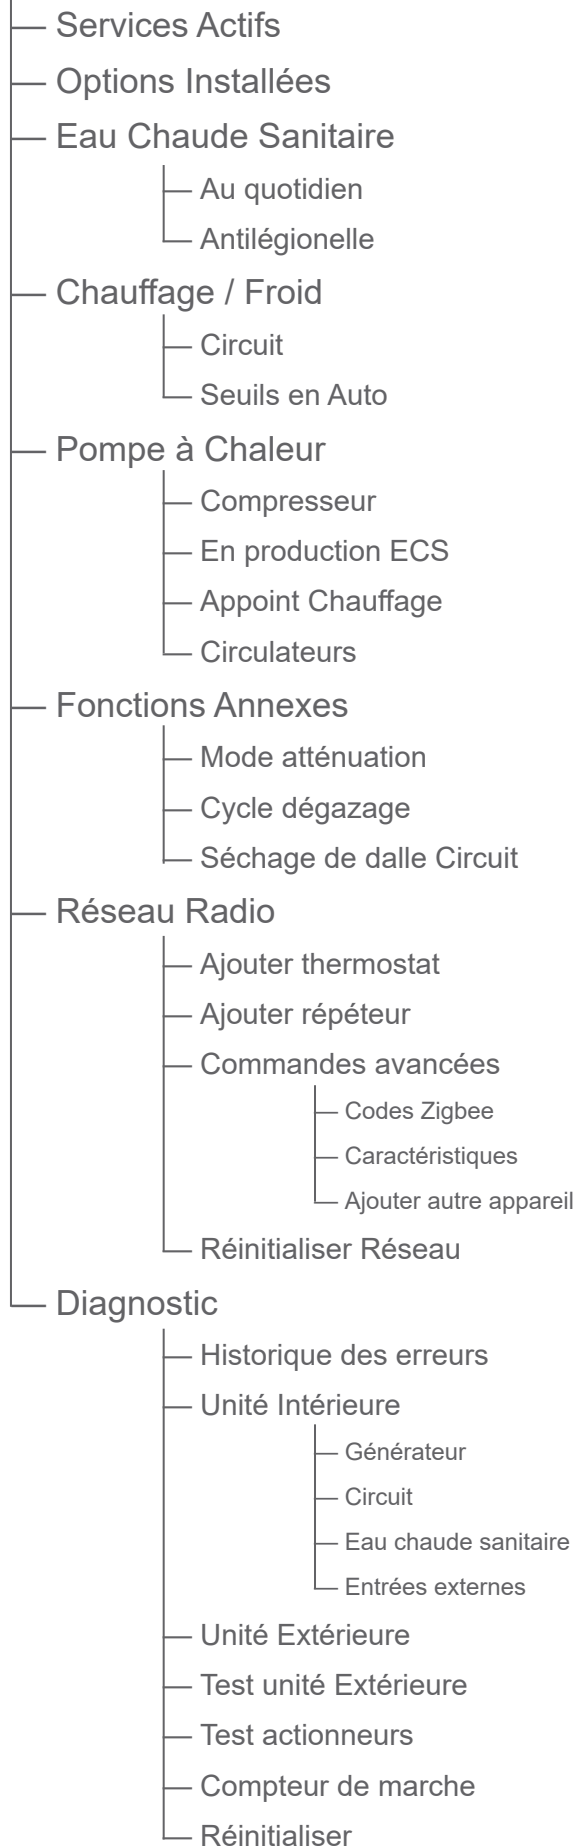 Services Actifs
Options Installées
Eau Chaude Sanitaire
Au quotidien
Antilégionelle
Chauffage / Froid
Circuit
Seuils en Auto
Pompe à Chaleur
Compresseur
En production ECS
Appoint Chauffage
Circulateurs
Fonctions Annexes
Mode atténuation
Cycle dégazage
Séchage de dalle Circuit
Réseau Radio
Ajouter thermostat
Ajouter répéteur
Commandes avancées
Codes Zigbee
Caractéristiques
Ajouter autre appareil
Réinitialiser Réseau
Diagnostic
Historique des erreurs
Unité Intérieure
Générateur
Circuit
Eau chaude sanitaire
Entrées externes
Unité Extérieure
Test unité Extérieure
Test actionneurs
Compteur de marche
Réinitialiser